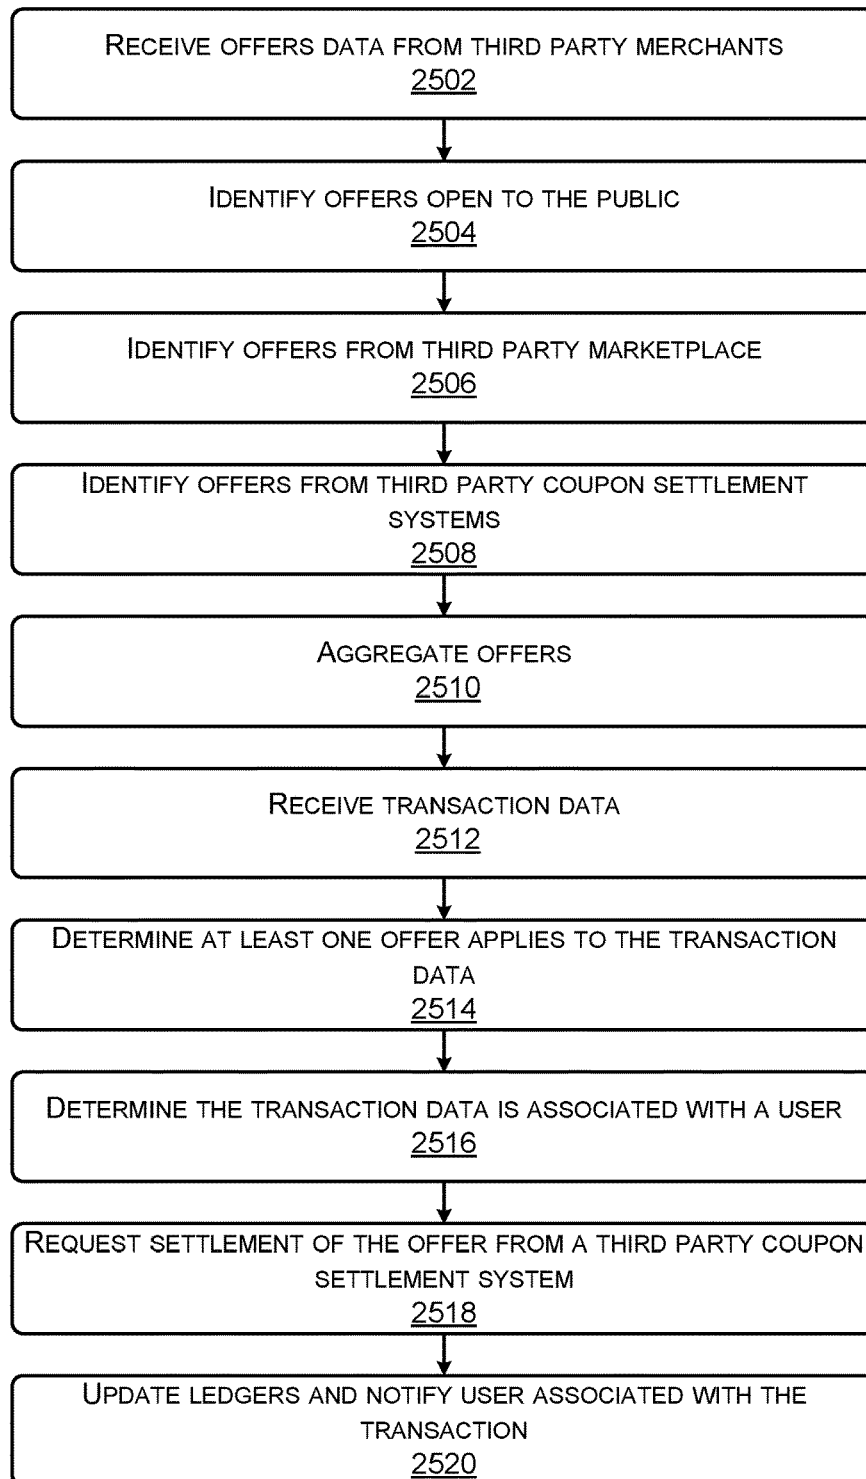 RECEIVE OFFERS DATA FROM THIRD PARTY MERCHANTS
2502
IDENTIFY OFFERS OPEN TO THE PUBLIC
2504
IDENTIFY OFFERS FROM THIRD PARTY MARKETPLACE
2506
IDENTIFY OFFERS FROM THIRD PARTY COUPON SETTLEMENT
SYSTEMS
2508
AGGREGATE OFFERS
2510
RECEIVE TRANSACTION DATA
2512
DETERMINE AT LEAST ONE OFFER APPLIES TO THE TRANSACTION
DATA
2514
DETERMINE THE TRANSACTION DATA IS ASSOCIATED WITH A USER
2516
REQUEST SETTLEMENT OF THE OFFER FROM A THIRD PARTY COUPON
SETTLEMENT SYSTEM
2518
UPDATE LEDGERS AND NOTIFY USER ASSOCIATED WITH THE
TRANSACTION
2520